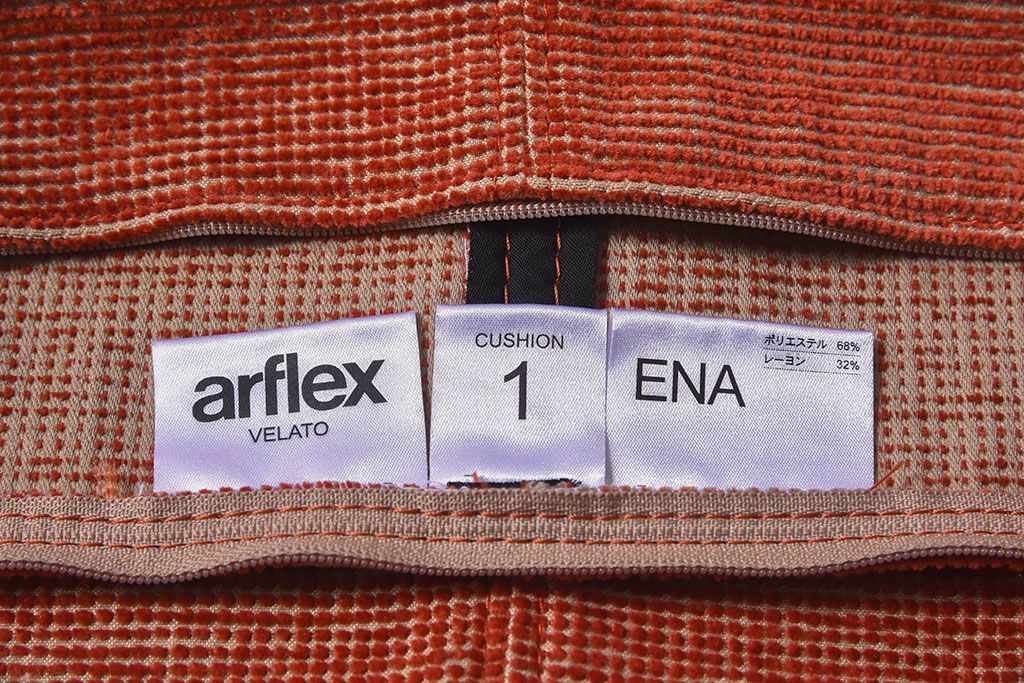 arflex
VELATO
CUSHION
1
ENA
ポリエステル 68%
レーヨン 32%